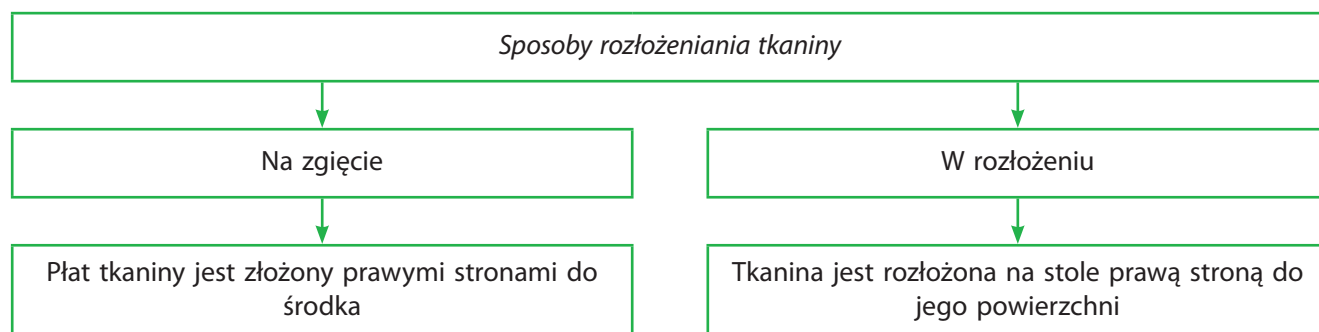 Sposoby rozłożeniania tkaniny
Na zgięcie
W rozłożeniu
Płat tkaniny jest złożony prawymi stronami do
środka
Tkanina jest rozłożona na stole prawą stroną do
jego powierzchni